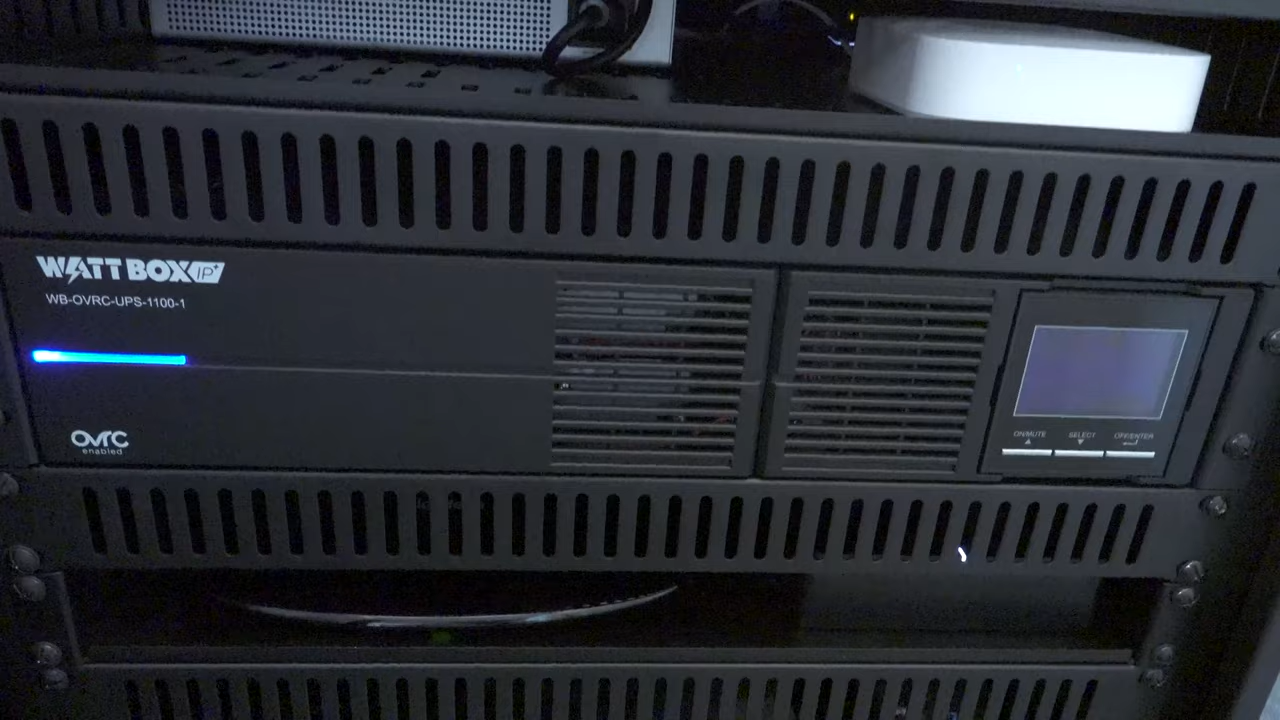 WATTBOX IP+
WB-OVRC-UPS-1100-1
OvrC
enabled
ON/MUTE SELECT OFF/ENTER